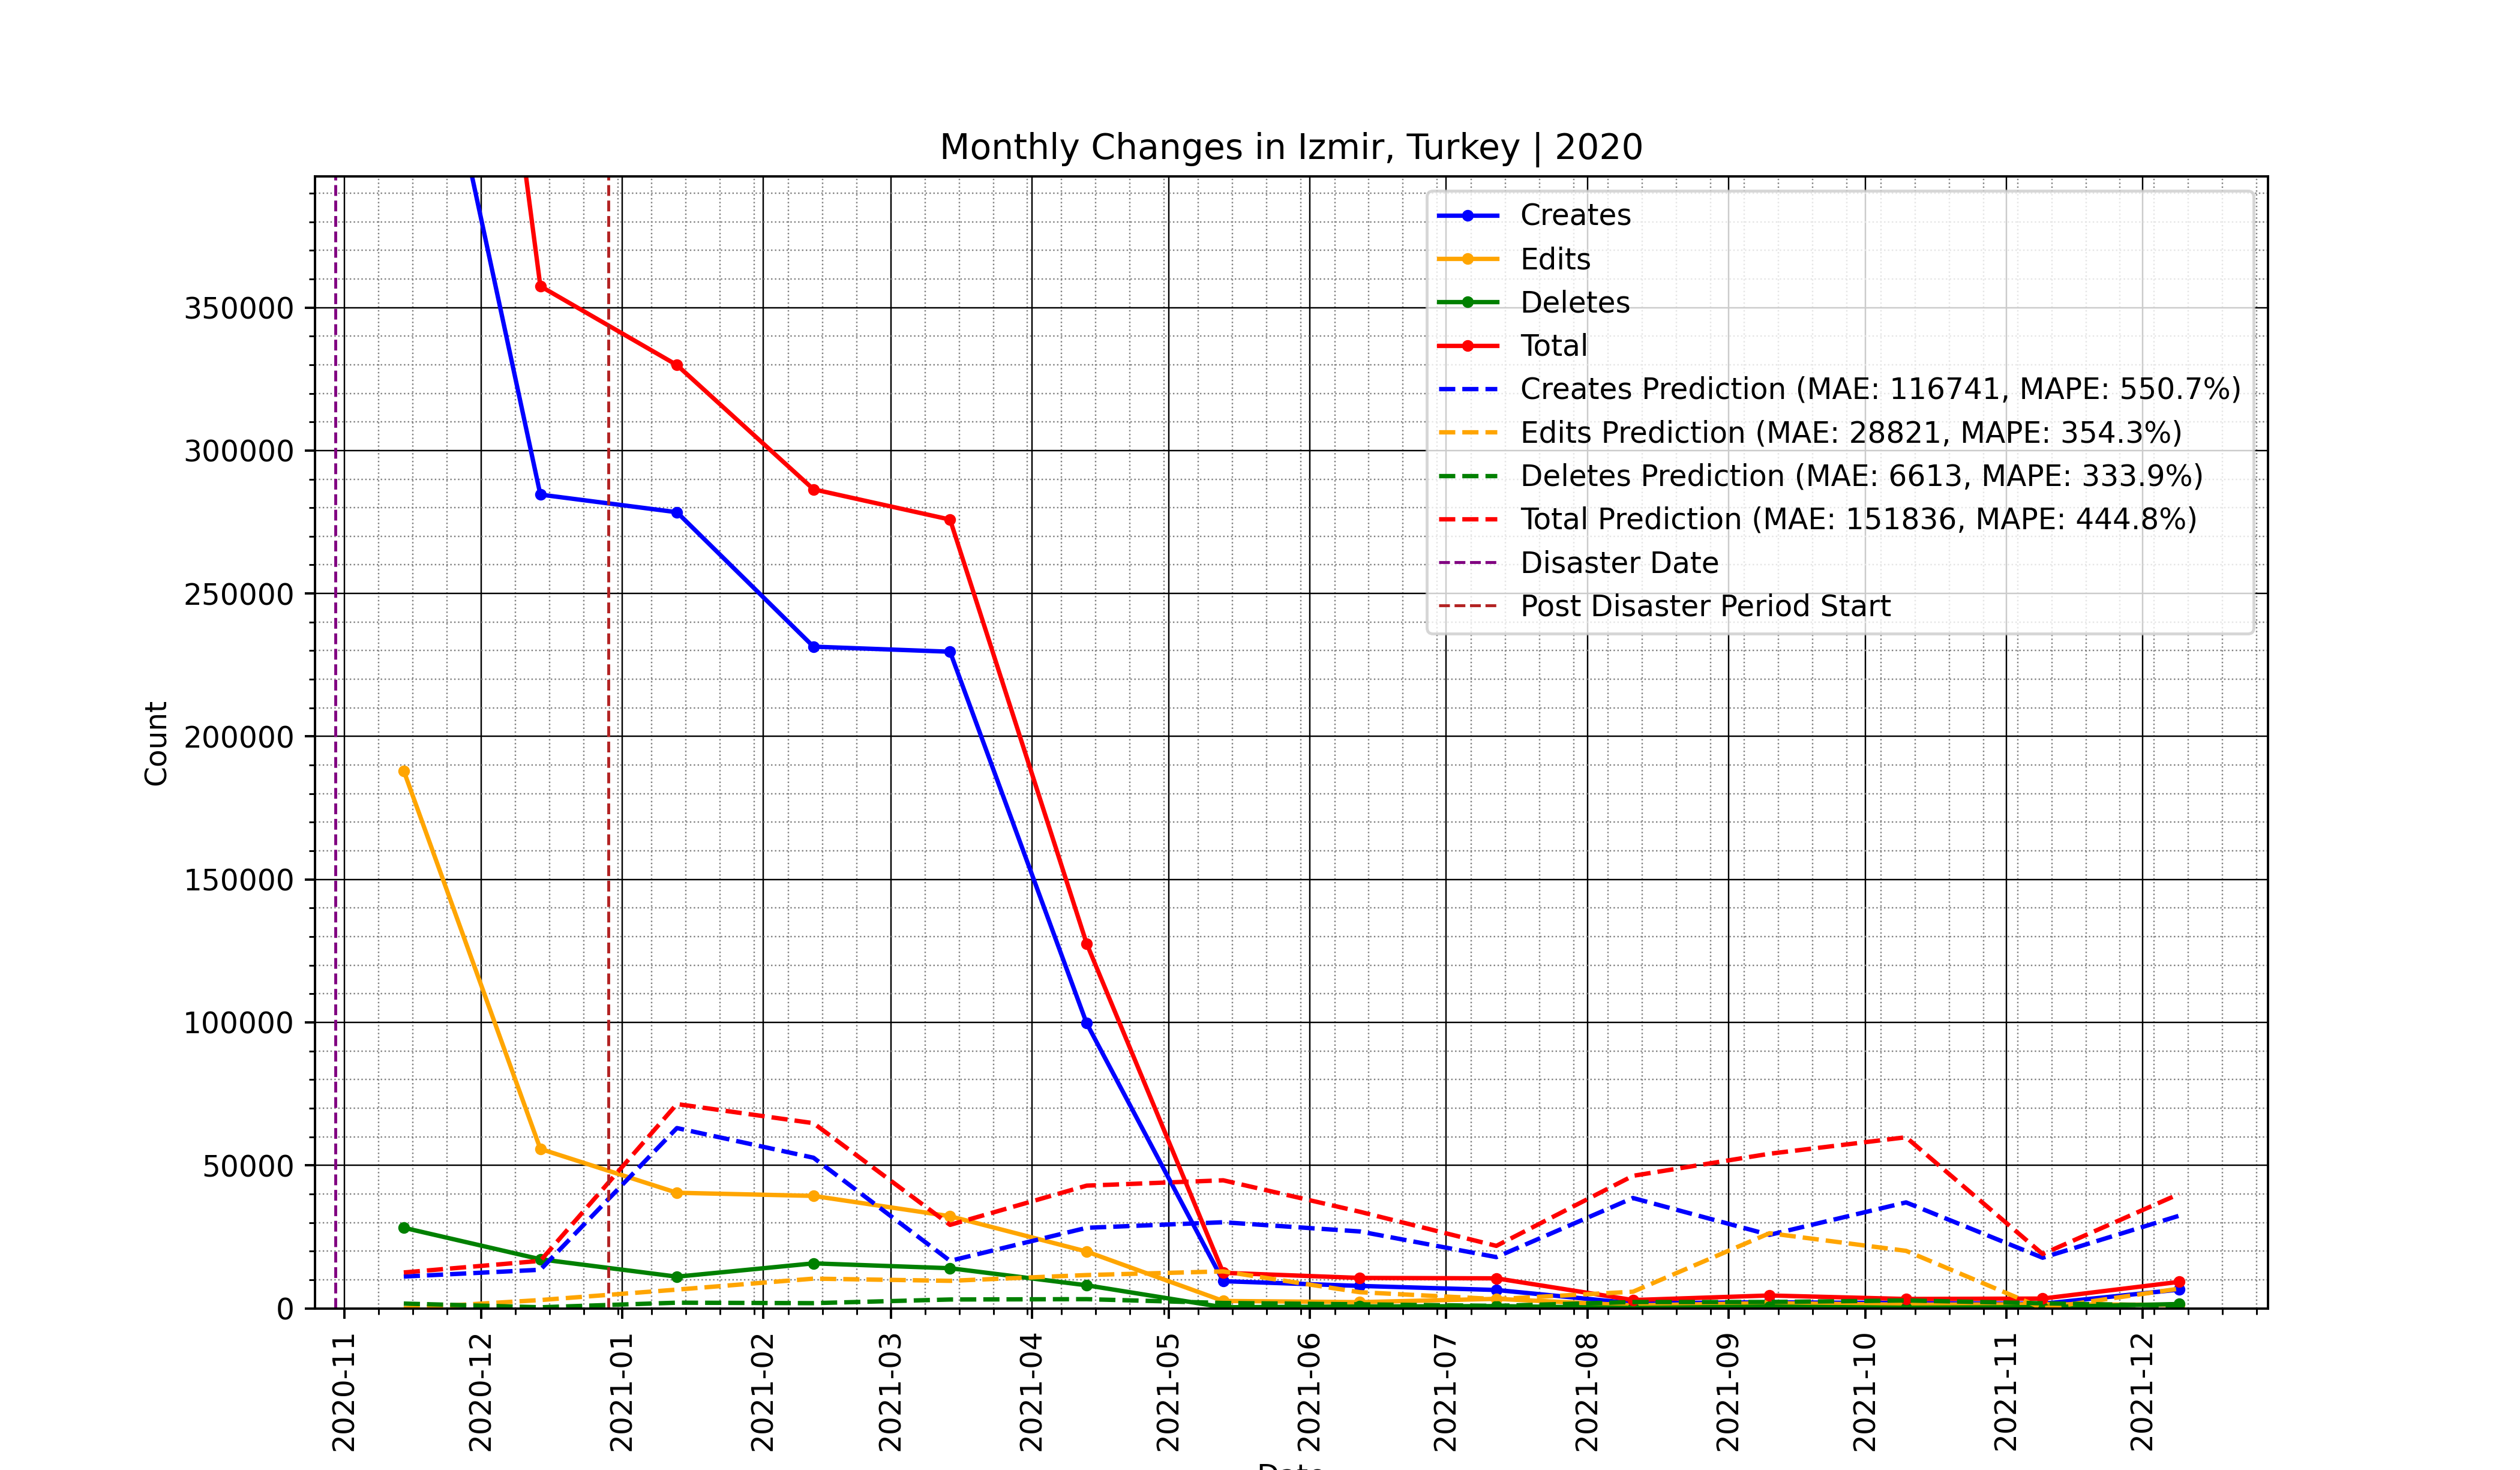 Monthly Changes in Izmir, Turkey | 2020
Creates
Edits
Deletes
Total
Creates Prediction (MAE: 116741, MAPE: 550.7%)
Edits Prediction (MAE: 28821, MAPE: 354.3%)
Deletes Prediction (MAE: 6613, MAPE: 333.9%)
Total Prediction (MAE: 151836, MAPE: 444.8%)
Disaster Date
Post Disaster Period Start
Count
350000
300000
250000
200000
150000
100000
50000
0
2020-11
2020-12
2021-01
2021-02
2021-03
2021-04
2021-05
2021-06
2021-07
2021-08
2021-09
2021-10
2021-11
2021-12